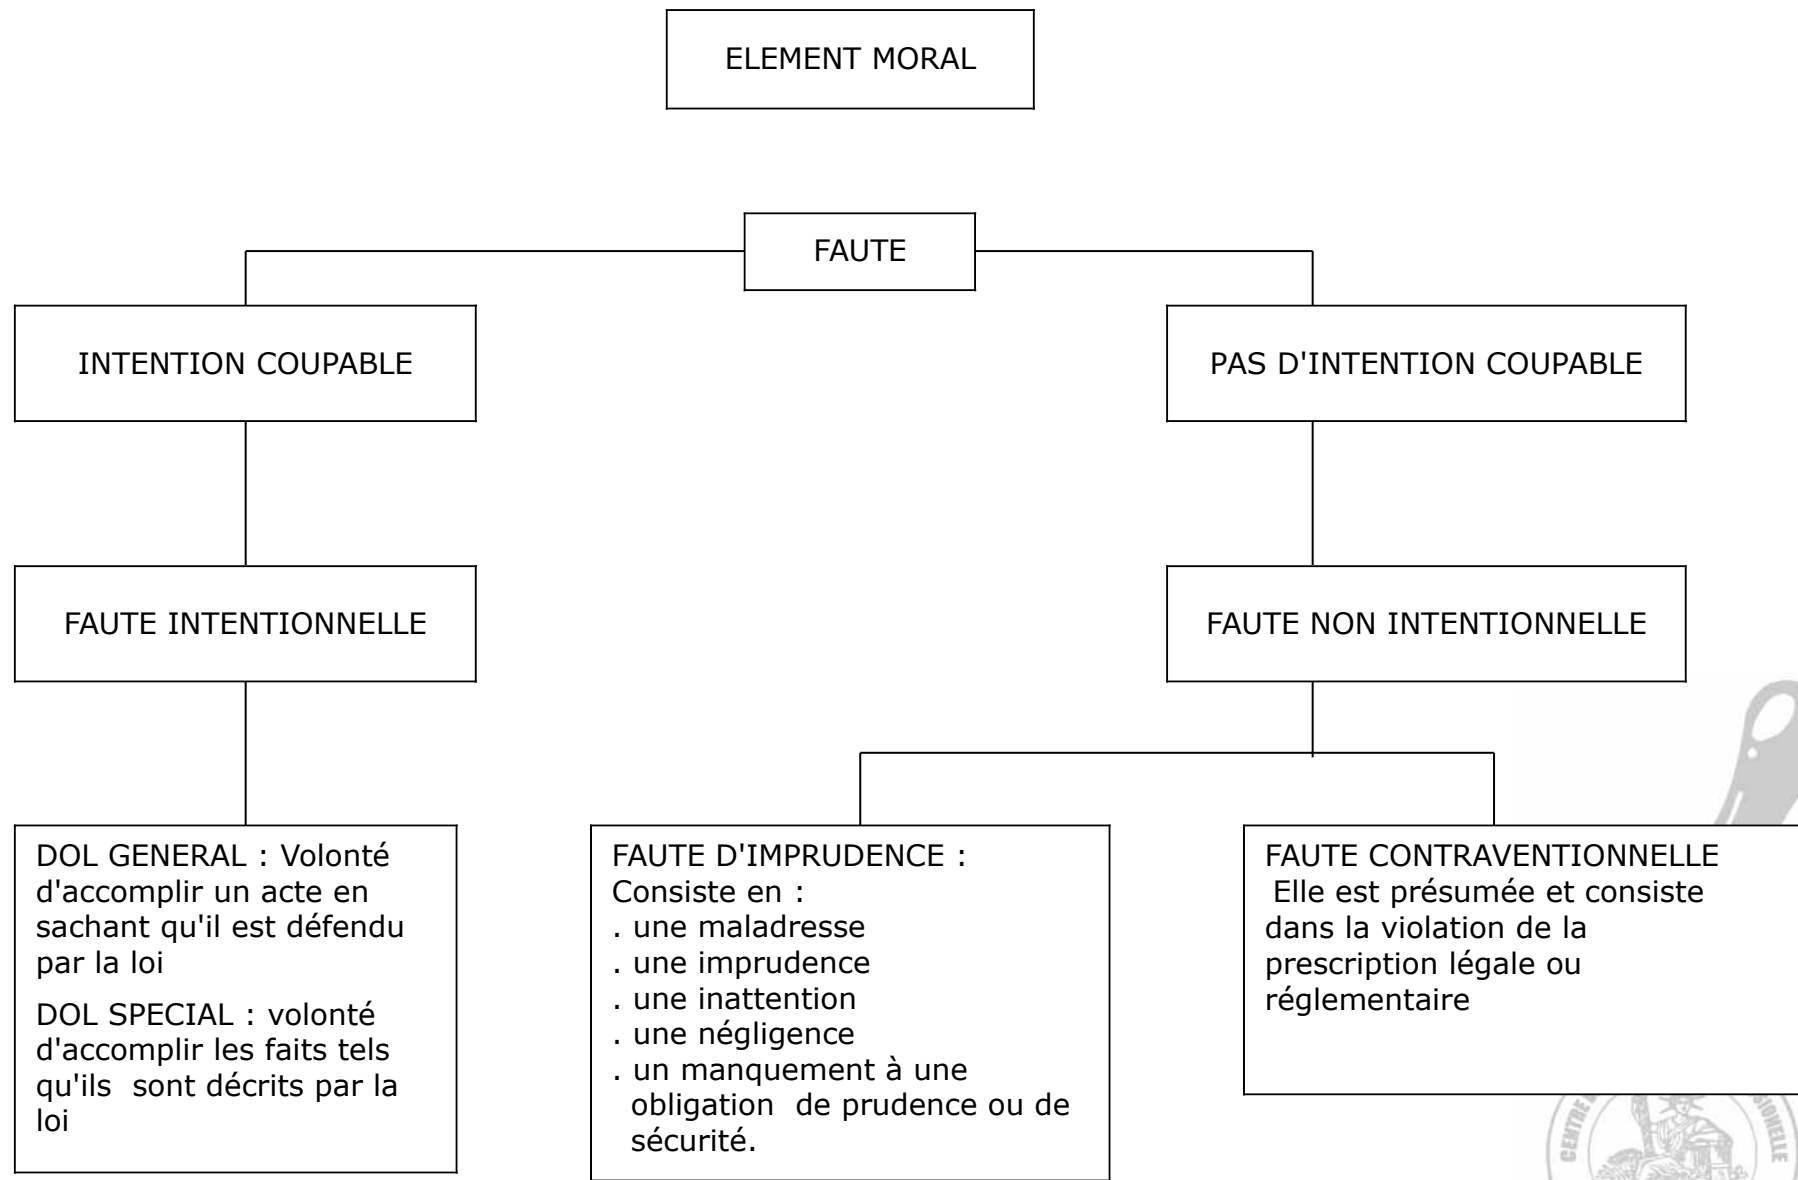 ELEMENT MORAL
FAUTE
INTENTION COUPABLE
PAS D'INTENTION COUPABLE
FAUTE INTENTIONNELLE
FAUTE NON INTENTIONNELLE
DOL GENERAL : Volonté
d'accomplir un acte en
sachant qu'il est défendu
par la loi
DOL SPECIAL : volonté
d'accomplir les faits tels
qu'ils sont décrits par la
loi
FAUTE D'IMPRUDENCE :
Consiste en :
. une maladresse
. une imprudence
. une inattention
. une négligence
. un manquement à une
obligation de prudence ou de
sécurité.
FAUTE CONTRAVENTIONNELLE
Elle est présumée et consiste
dans la violation de la
prescription légale ou
réglementaire
CENTRE